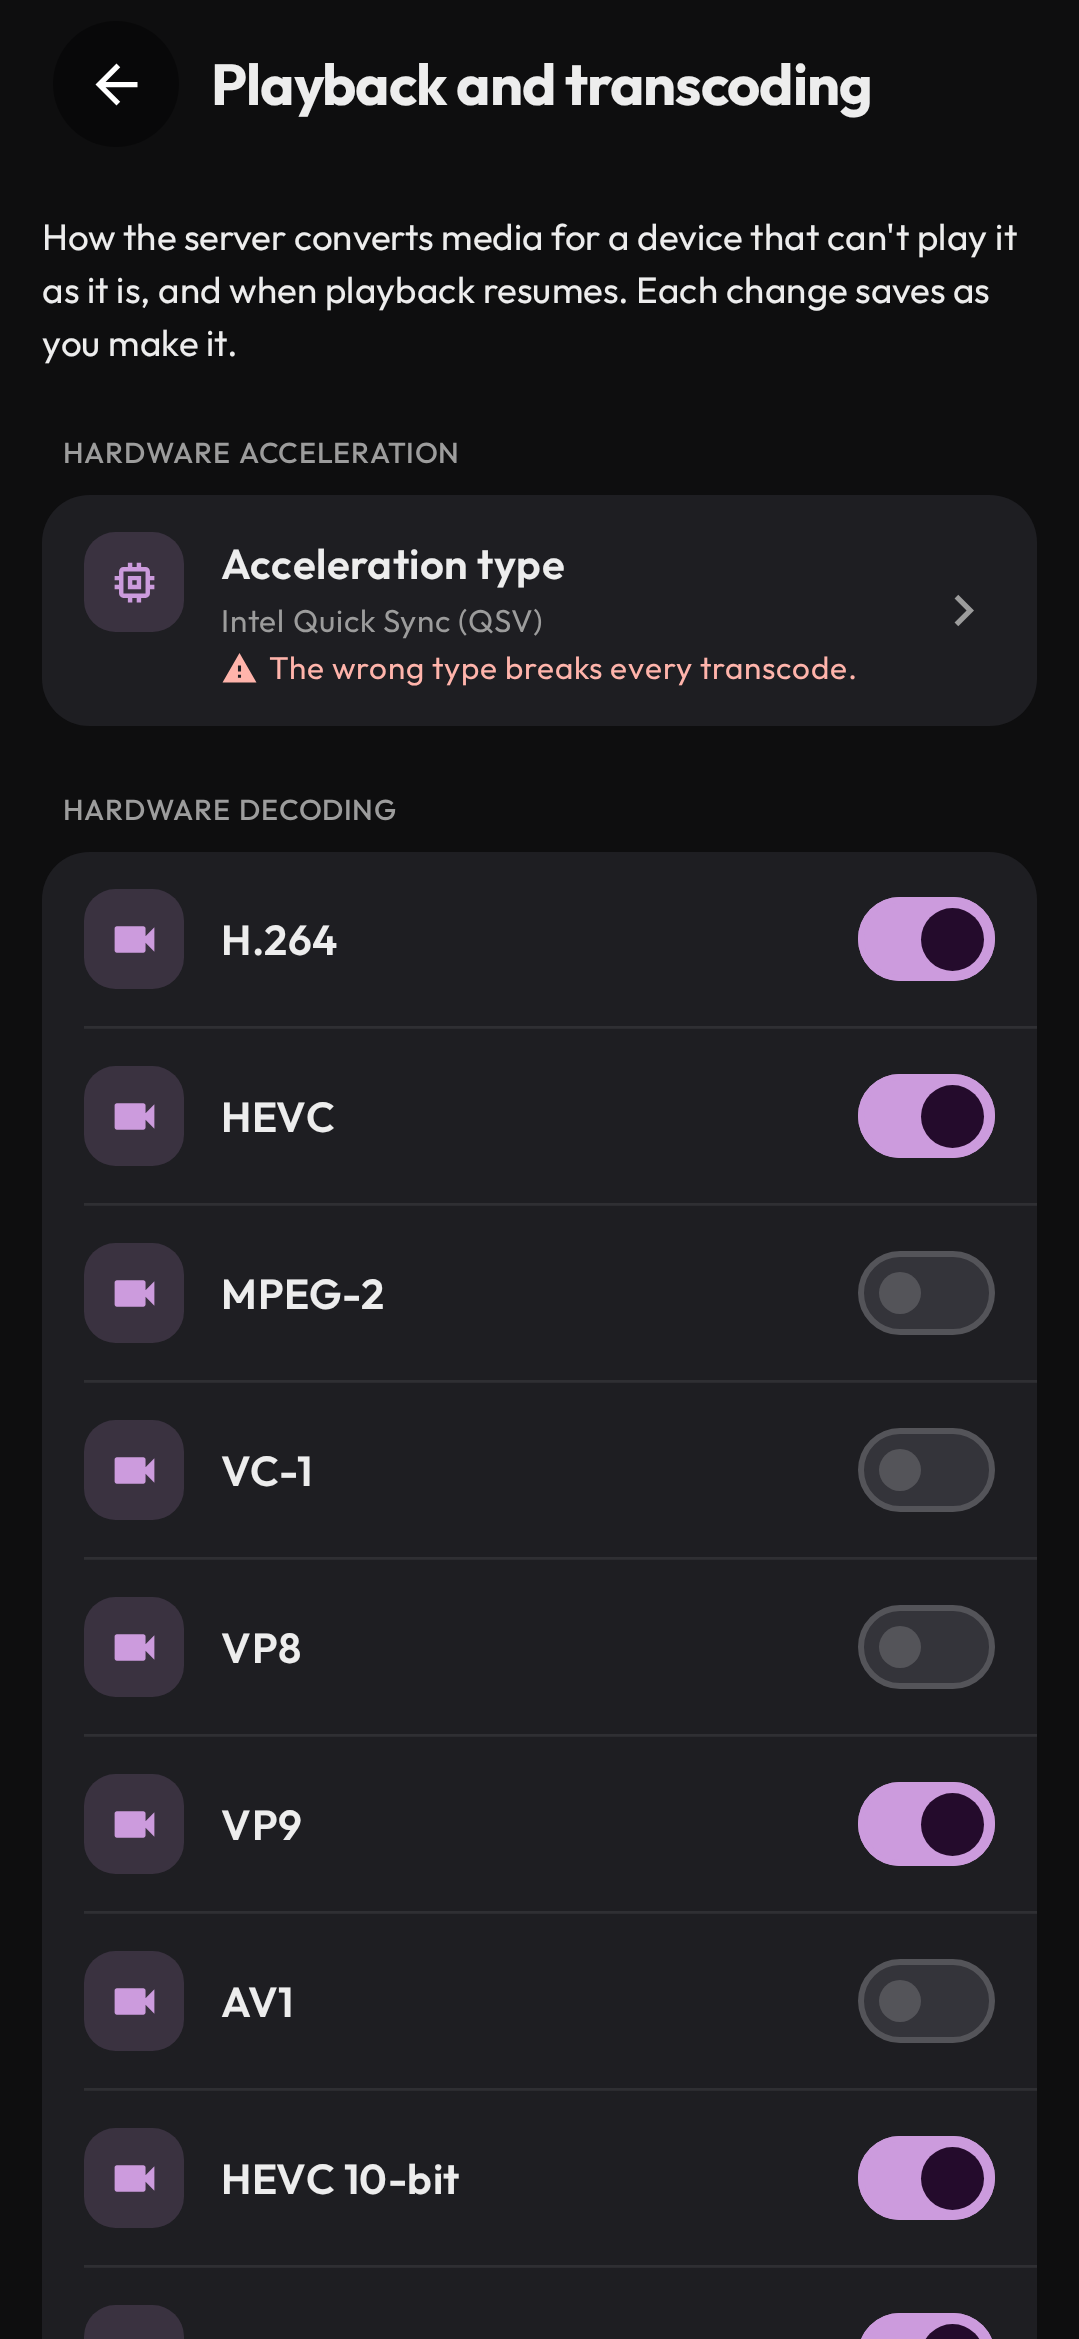 Playback and transcoding
How the server converts media for a device that can't play it
as it is, and when playback resumes. Each change saves as
you make it.
HARDWARE ACCELERATION
Acceleration type
Intel Quick Sync (QSV)
The wrong type breaks every transcode.
HARDWARE DECODING
H.264
HEVC
MPEG-2
VC-1
VP8
VP9
AV1
HEVC 10-bit